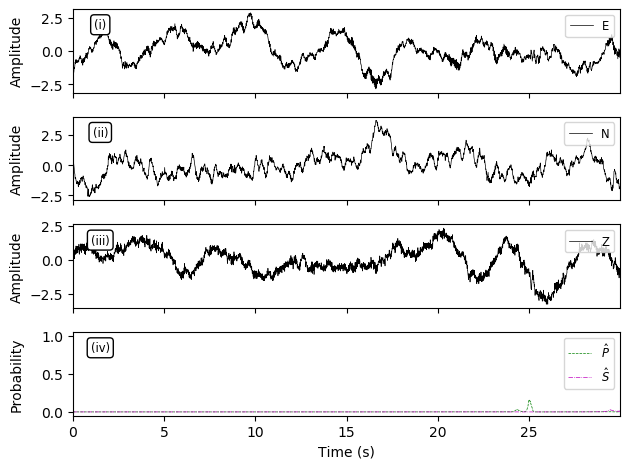 (i)
E
2.5
0.0
−2.5
Amplitude
(ii)
N
2.5
0.0
−2.5
Amplitude
(iii)
Z
2.5
0.0
−2.5
Amplitude
(iv)
P̂
Ŝ
1.0
0.5
0.0
Probability
0 5 10 15 20 25
Time (s)